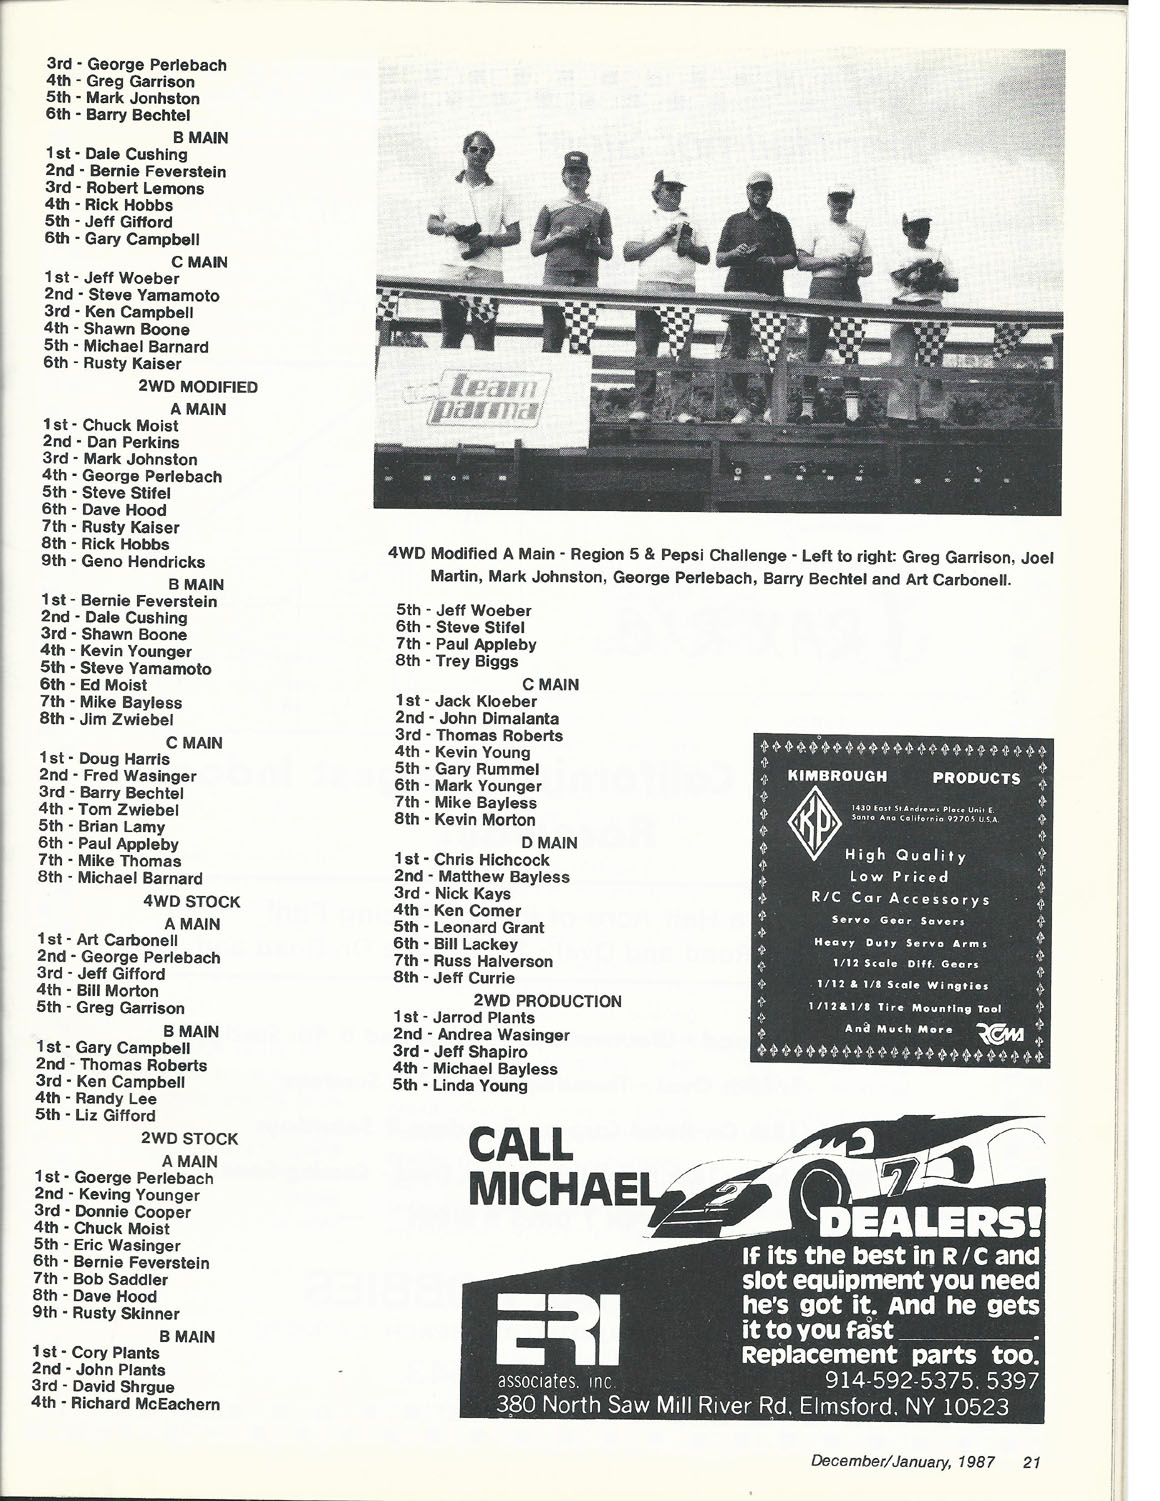 3rd - George Perlebach
4th - Greg Garrison
5th - Mark Jonhston
6th - Barry Bechtel
B MAIN
1st - Dale Cushing
2nd - Bernie Feverstein
3rd - Robert Lemons
4th - Rick Hobbs
5th - Jeff Gifford
6th - Gary Campbell
C MAIN
1st - Jeff Woeber
2nd - Steve Yamamoto
3rd - Ken Campbell
4th - Shawn Boone
5th - Michael Barnard
6th - Rusty Kaiser
2WD MODIFIED
A MAIN
1st - Chuck Moist
2nd - Dan Perkins
3rd - Mark Johnston
4th - George Perlebach
5th - Steve Stifel
6th - Dave Hood
7th - Rusty Kaiser
8th - Rick Hobbs
9th - Geno Hendricks
B MAIN
1st - Bernie Feverstein
2nd - Dale Cushing
3rd - Shawn Boone
4th - Kevin Younger
5th - Steve Yamamoto
6th - Ed Moist
7th - Mike Bayless
8th - Jim Zwiebel
C MAIN
1st - Doug Harris
2nd - Fred Wasinger
3rd - Barry Bechtel
4th - Tom Zwiebel
5th - Brian Lamy
6th - Paul Appleby
7th - Mike Thomas
8th - Michael Barnard
4WD STOCK
A MAIN
1st - Art Carbonell
2nd - George Perlebach
3rd - Jeff Gifford
4th - Bill Morton
5th - Greg Garrison
B MAIN
1st - Gary Campbell
2nd - Thomas Roberts
3rd - Ken Campbell
4th - Randy Lee
5th - Liz Gifford
2WD STOCK
A MAIN
1st - Goerge Perlebach
2nd - Keving Younger
3rd - Donnie Cooper
4th - Chuck Moist
5th - Eric Wasinger
6th - Bernie Feverstein
7th - Bob Saddler
8th - Dave Hood
9th - Rusty Skinner
B MAIN
1st - Cory Plants
2nd - John Plants
3rd - David Shrgue
4th - Richard McEachern
team
parma
4WD Modified A Main - Region 5 & Pepsi Challenge - Left to right: Greg Garrison, Joel
Martin, Mark Johnston, George Perlebach, Barry Bechtel and Art Carbonell.
5th - Jeff Woeber
6th - Steve Stifel
7th - Paul Appleby
8th - Trey Biggs
C MAIN
1st - Jack Kloeber
2nd - John Dimalanta
3rd - Thomas Roberts
4th - Kevin Young
5th - Gary Rummel
6th - Mark Younger
7th - Mike Bayless
8th - Kevin Morton
D MAIN
1st - Chris Hichcock
2nd - Matthew Bayless
3rd - Nick Kays
4th - Ken Comer
5th - Leonard Grant
6th - Bill Lackey
7th - Russ Halverson
8th - Jeff Currie
2WD PRODUCTION
1st - Jarrod Plants
2nd - Andrea Wasinger
3rd - Jeff Shapiro
4th - Michael Bayless
5th - Linda Young
KIMBROUGH PRODUCTS
KP
1430 East St.Andrews Place Unit E.
Santa Ana California 92705 U.S.A.
High Quality
Low Priced
R/C Car Accessorys
Servo Gear Savers
Heavy Duty Servo Arms
1/12 Scale Diff. Gears
1/12 & 1/8 Scale Wingties
1/12 & 1/8 Tire Mounting Tool
And Much More
RCMA
CALL
MICHAEL
2
7
DEALERS!
If its the best in R/C and
slot equipment you need
he's got it. And he gets
it to you fast ________.
Replacement parts too.
914-592-5375. 5397
ERI
associates, inc.
380 North Saw Mill River Rd, Elmsford, NY 10523
December/January, 1987 21